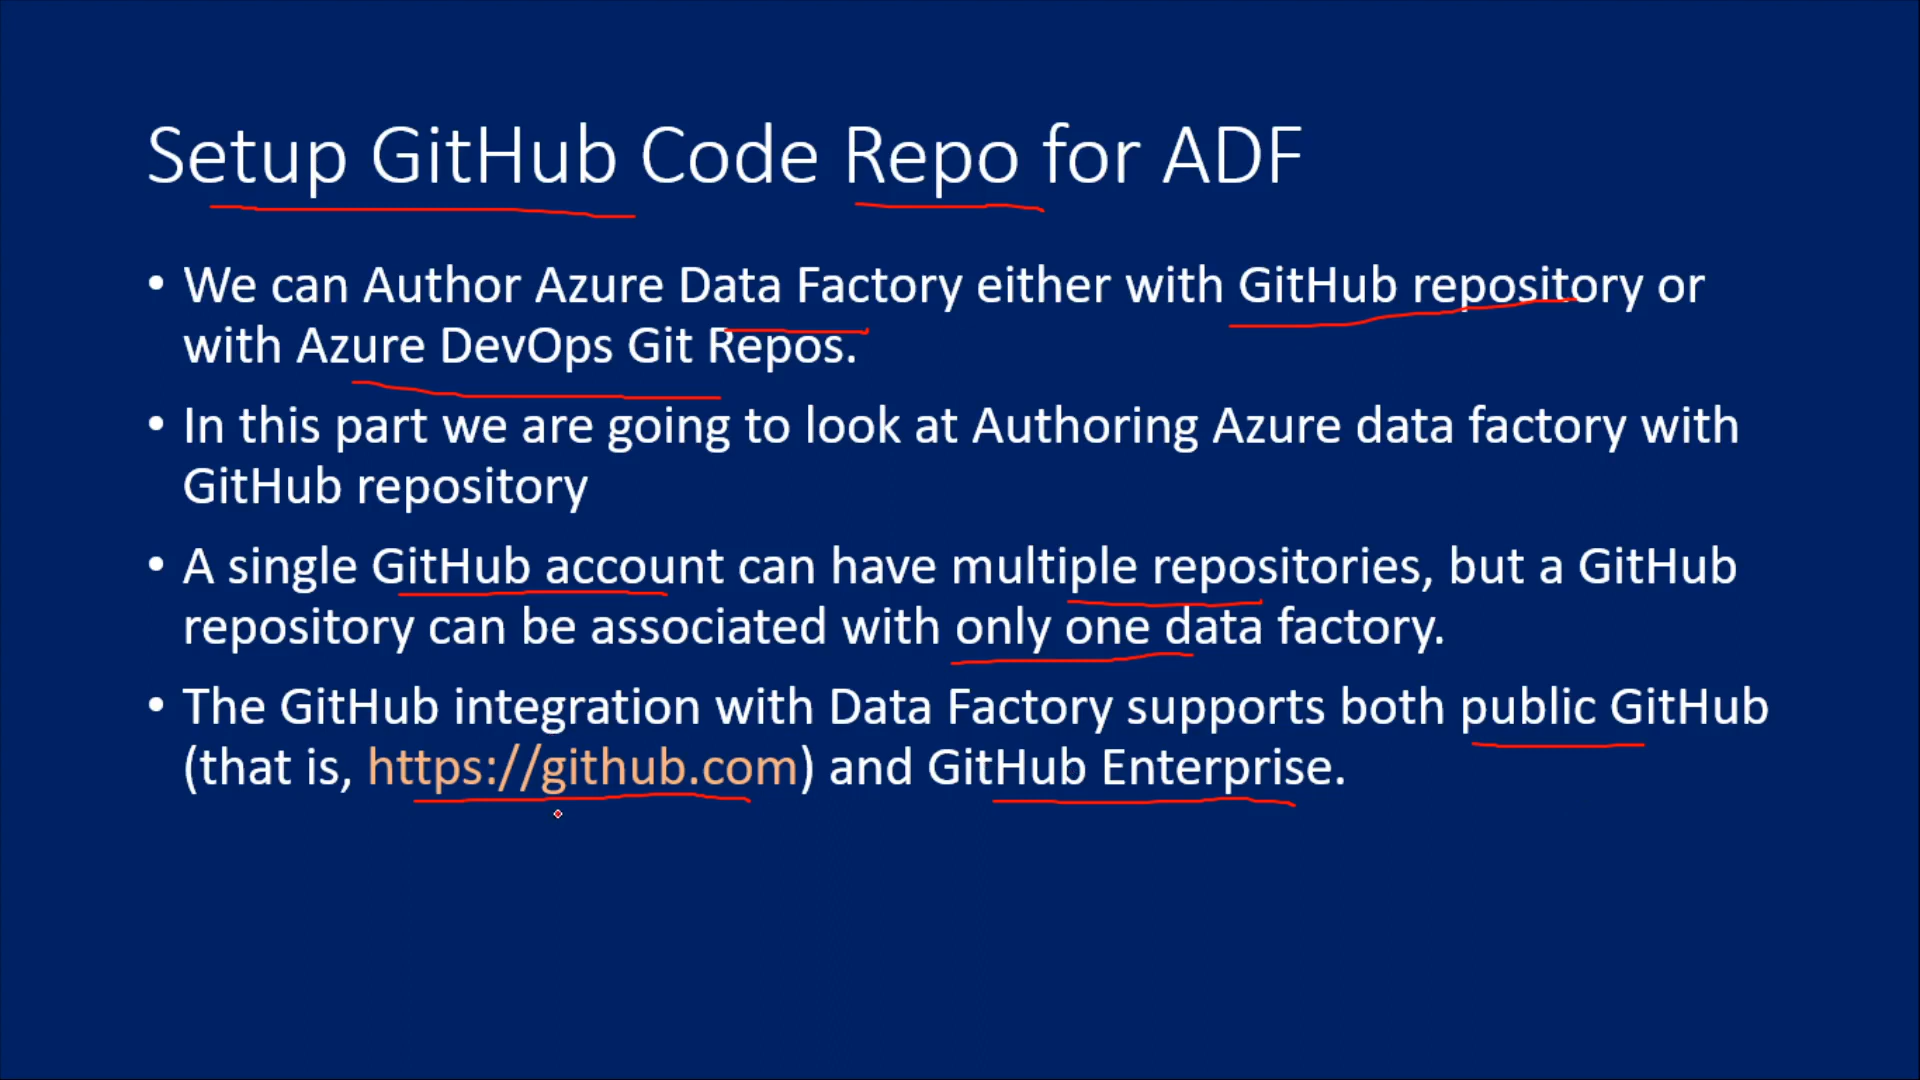 Setup GitHub Code Repo for ADF
• We can Author Azure Data Factory either with GitHub repository or
with Azure DevOps Git Repos.
• In this part we are going to look at Authoring Azure data factory with
GitHub repository
• A single GitHub account can have multiple repositories, but a GitHub
repository can be associated with only one data factory.
• The GitHub integration with Data Factory supports both public GitHub
(that is, https://github.com) and GitHub Enterprise.